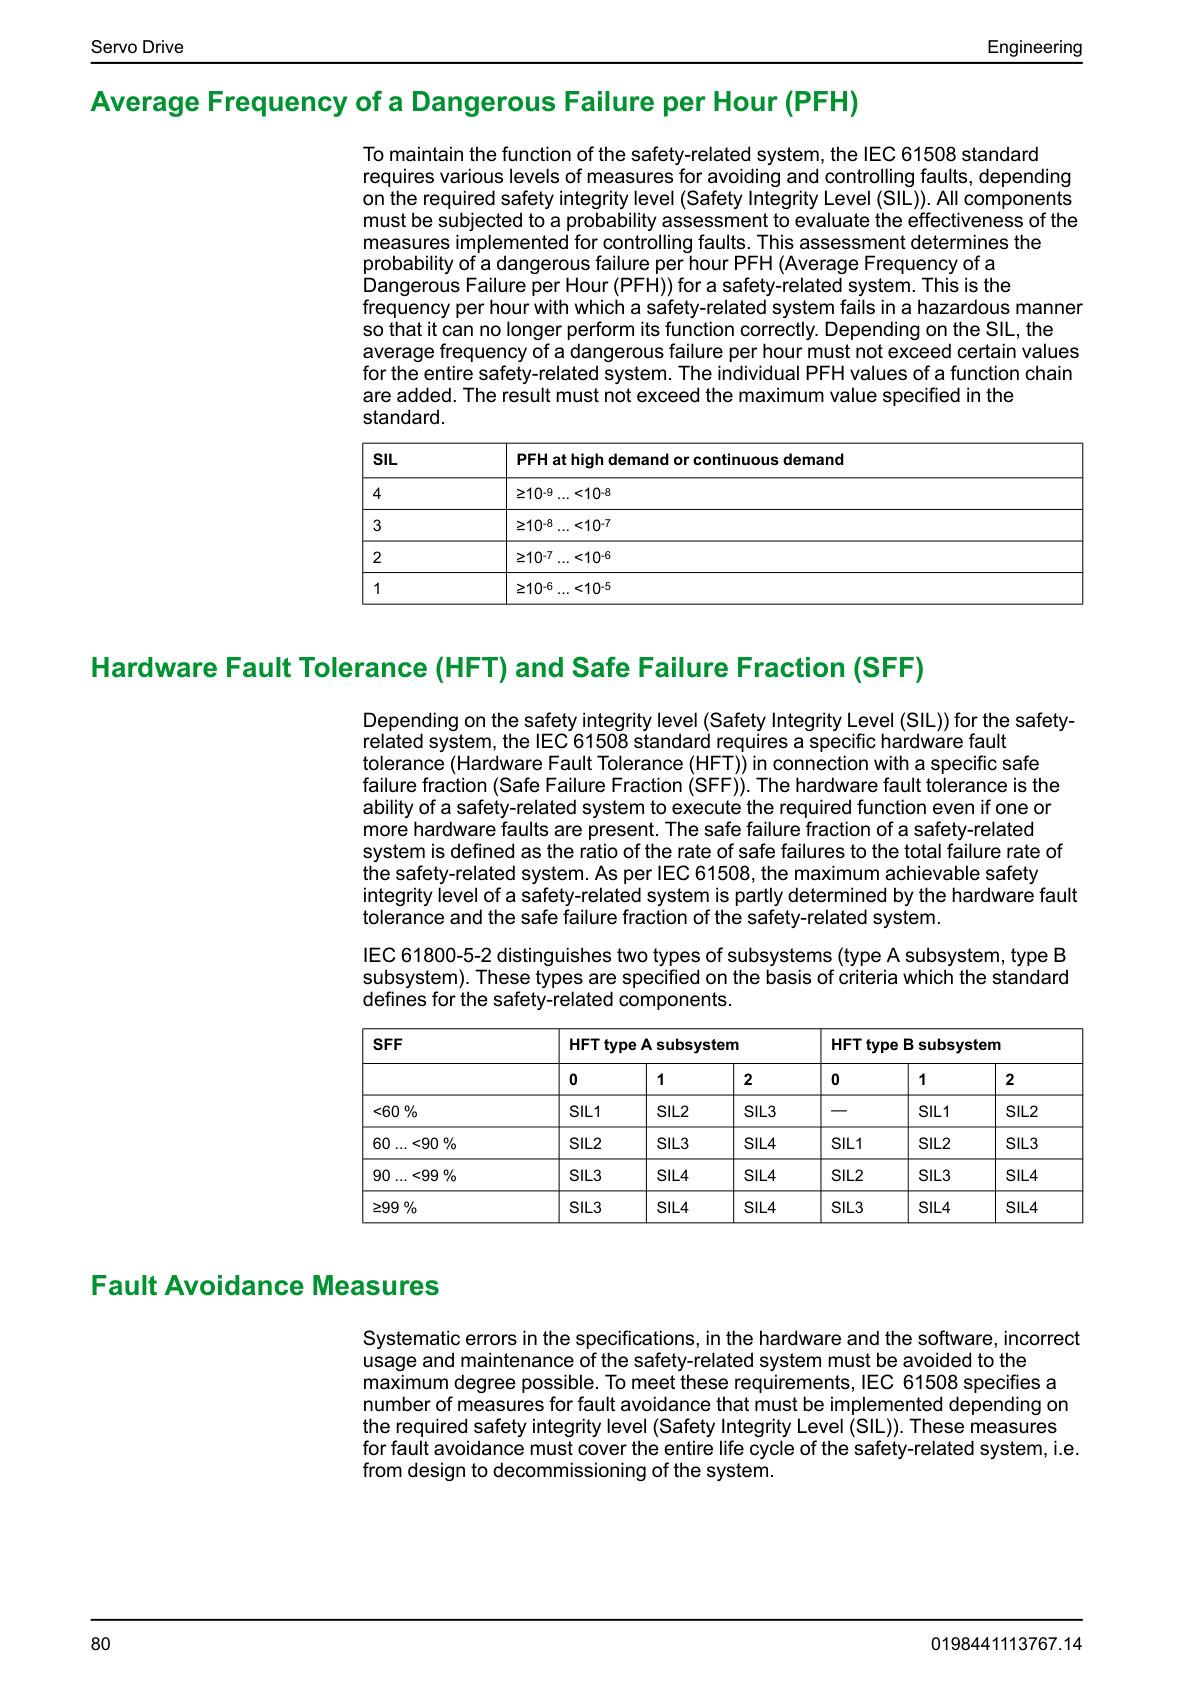 Servo Drive Engineering
Average Frequency of a Dangerous Failure per Hour (PFH)
To maintain the function of the safety-related system, the IEC 61508 standard
requires various levels of measures for avoiding and controlling faults, depending
on the required safety integrity level (Safety Integrity Level (SIL)). All components
must be subjected to a probability assessment to evaluate the effectiveness of the
measures implemented for controlling faults. This assessment determines the
probability of a dangerous failure per hour PFH (Average Frequency of a
Dangerous Failure per Hour (PFH)) for a safety-related system. This is the
frequency per hour with which a safety-related system fails in a hazardous manner
so that it can no longer perform its function correctly. Depending on the SIL, the
average frequency of a dangerous failure per hour must not exceed certain values
for the entire safety-related system. The individual PFH values of a function chain
are added. The result must not exceed the maximum value specified in the
standard.
SIL PFH at high demand or continuous demand
4 ≥10-9 ... <10-8
3 ≥10-8 ... <10-7
2 ≥10-7 ... <10-6
1 ≥10-6 ... <10-5
Hardware Fault Tolerance (HFT) and Safe Failure Fraction (SFF)
Depending on the safety integrity level (Safety Integrity Level (SIL)) for the safety-
related system, the IEC 61508 standard requires a specific hardware fault
tolerance (Hardware Fault Tolerance (HFT)) in connection with a specific safe
failure fraction (Safe Failure Fraction (SFF)). The hardware fault tolerance is the
ability of a safety-related system to execute the required function even if one or
more hardware faults are present. The safe failure fraction of a safety-related
system is defined as the ratio of the rate of safe failures to the total failure rate of
the safety-related system. As per IEC 61508, the maximum achievable safety
integrity level of a safety-related system is partly determined by the hardware fault
tolerance and the safe failure fraction of the safety-related system.
IEC 61800-5-2 distinguishes two types of subsystems (type A subsystem, type B
subsystem). These types are specified on the basis of criteria which the standard
defines for the safety-related components.
SFF HFT type A subsystem HFT type B subsystem
0 1 2 0 1 2
<60 % SIL1 SIL2 SIL3 — SIL1 SIL2
60 ... <90 % SIL2 SIL3 SIL4 SIL1 SIL2 SIL3
90 ... <99 % SIL3 SIL4 SIL4 SIL2 SIL3 SIL4
≥99 % SIL3 SIL4 SIL4 SIL3 SIL4 SIL4
Fault Avoidance Measures
Systematic errors in the specifications, in the hardware and the software, incorrect
usage and maintenance of the safety-related system must be avoided to the
maximum degree possible. To meet these requirements, IEC 61508 specifies a
number of measures for fault avoidance that must be implemented depending on
the required safety integrity level (Safety Integrity Level (SIL)). These measures
for fault avoidance must cover the entire life cycle of the safety-related system, i.e.
from design to decommissioning of the system.
80 0198441113767.14